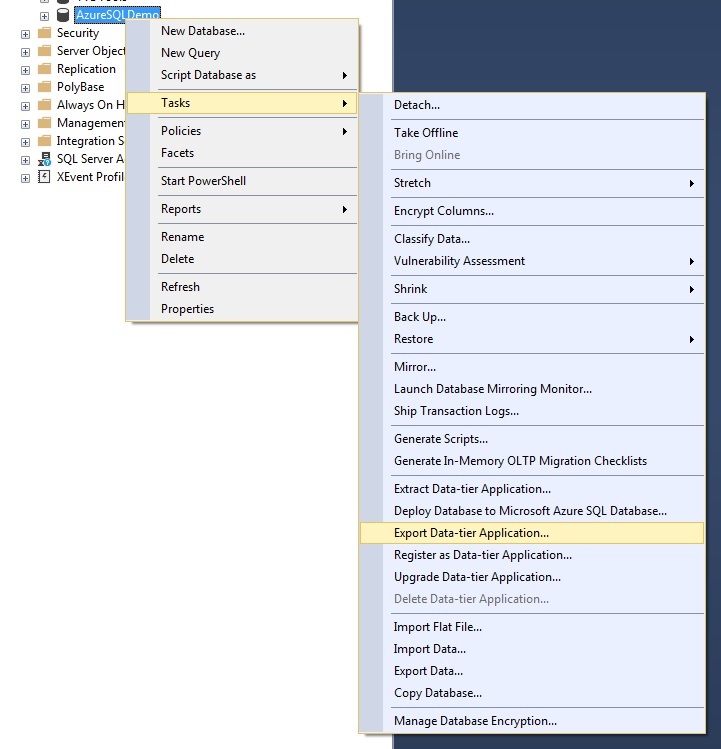 AzureSQLDemo
Security
Server Object
Replication
PolyBase
Always On H
Management
Integration S
SQL Server A
XEvent Profil
New Database...
New Query
Script Database as
Tasks
Policies
Facets
Start PowerShell
Reports
Rename
Delete
Refresh
Properties
Detach...
Take Offline
Bring Online
Stretch
Encrypt Columns...
Classify Data...
Vulnerability Assessment
Shrink
Back Up...
Restore
Mirror...
Launch Database Mirroring Monitor...
Ship Transaction Logs...
Generate Scripts...
Generate In-Memory OLTP Migration Checklists
Extract Data-tier Application...
Deploy Database to Microsoft Azure SQL Database...
Export Data-tier Application...
Register as Data-tier Application...
Upgrade Data-tier Application...
Delete Data-tier Application...
Import Flat File...
Import Data...
Export Data...
Copy Database...
Manage Database Encryption...